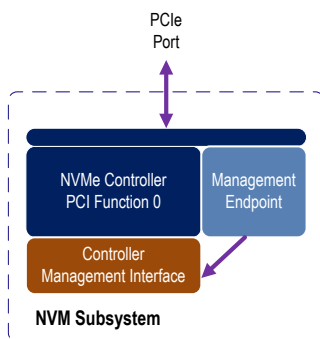 PCIe
Port
NVMe Controller
PCI Function 0
Management
Endpoint
Controller
Management Interface
NVM Subsystem